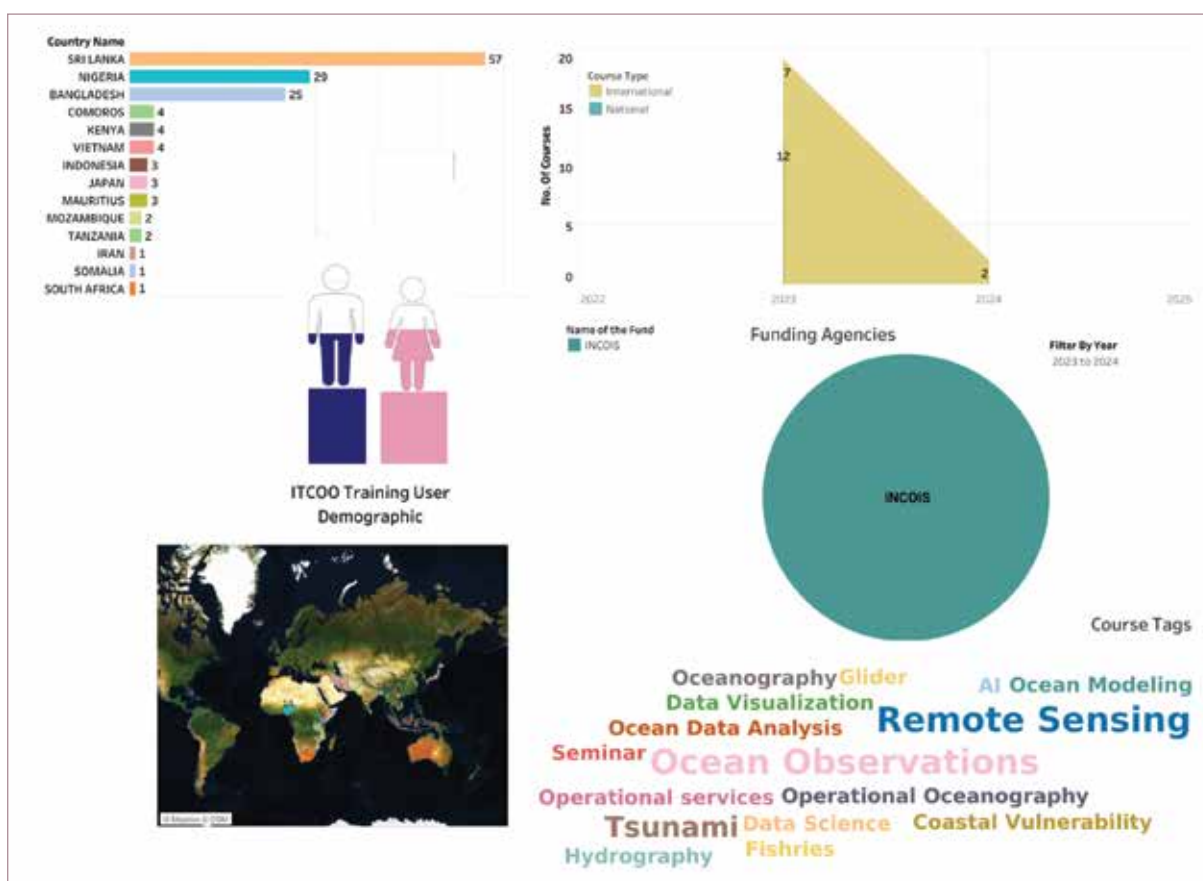 Country Name
SRI LANKA 57
NIGERIA 29
BANGLADESH 25
COMOROS 4
KENYA 4
VIETNAM 4
INDONESIA 3
JAPAN 3
MAURITIUS 3
MOZAMBIQUE 2
TANZANIA 2
IRAN 1
SOMALIA 1
SOUTH AFRICA 1
ITCOO Training User
Demographic
© Mapbox © OSM
No. Of Courses
20
15
10
5
0
Course Type
International
National
7
12
2
2022 2023 2024 2025
Name of the Fund
INCOIS
Funding Agencies
Filter By Year
2023 to 2024
INCOIS
Course Tags
Oceanography Glider
AI Ocean Modeling
Data Visualization
Ocean Data Analysis Remote Sensing
Seminar Ocean Observations
Operational services Operational Oceanography
Tsunami Data Science Coastal Vulnerability
Hydrography Fishries